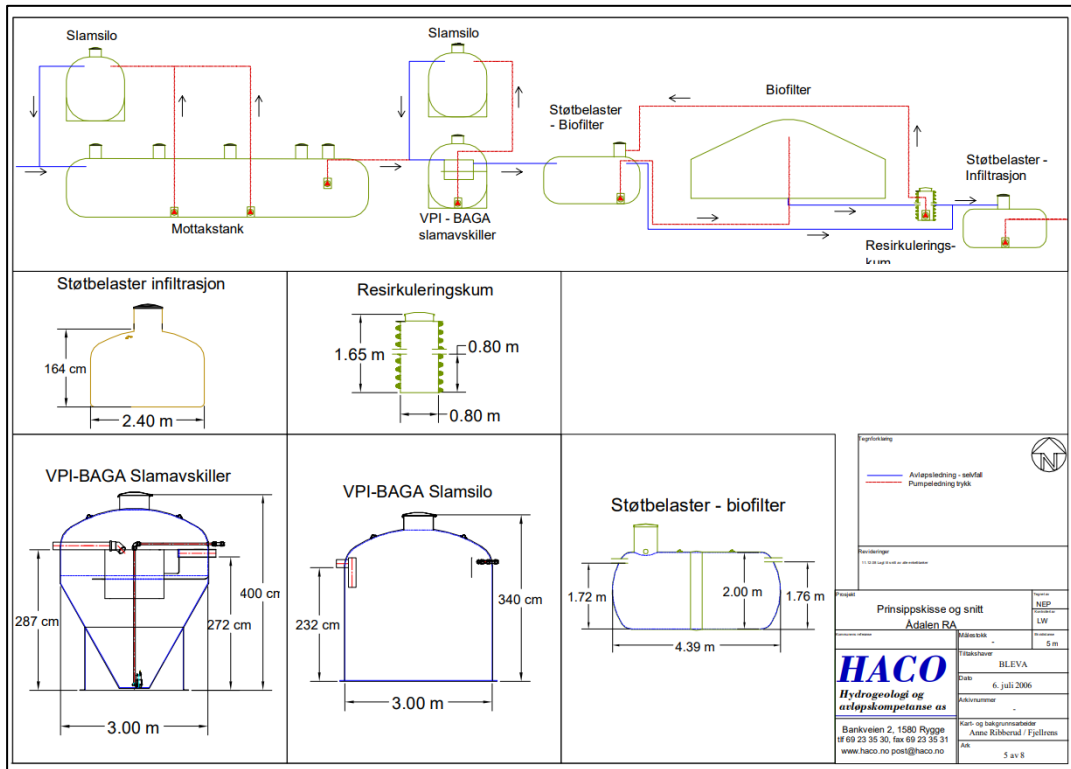 Slamsilo
Slamsilo
Støtbelaster
- Biofilter
Biofilter
Støtbelaster -
Infiltrasjon
Mottakstank
VPI - BAGA
slamavskiller
Resirkulerings-
kum
Støtbelaster infiltrasjon
164 cm
2.40 m
Resirkuleringskum
1.65 m
0.80 m
0.80 m
VPI-BAGA Slamavskiller
287 cm
400 cm
272 cm
3.00 m
VPI-BAGA Slamsilo
232 cm
340 cm
3.00 m
Støtbelaster - biofilter
1.72 m
2.00 m
1.76 m
4.39 m
Tegnforklaring
N
Avløpsledning - selvfall
Pumpeledning trykk
Revideringer
Prosjekt
Prinsippskisse og snitt
Ådalen RA
NEP
LW
Målestokk
-
5 m
HACO
Hydrogeologi og
avløpskompetanse as
Bankveien 2, 1580 Rygge
tlf 69 23 35 30, fax 69 23 35 31
www.haco.no post@haco.no
Tiltakshaver
BLEVA
Dato
6. juli 2006
Arkivnummer
-
Kart- og bakgrunnsarbeider
Anne Ribberud / Fjellrens
Ark
5 av 8